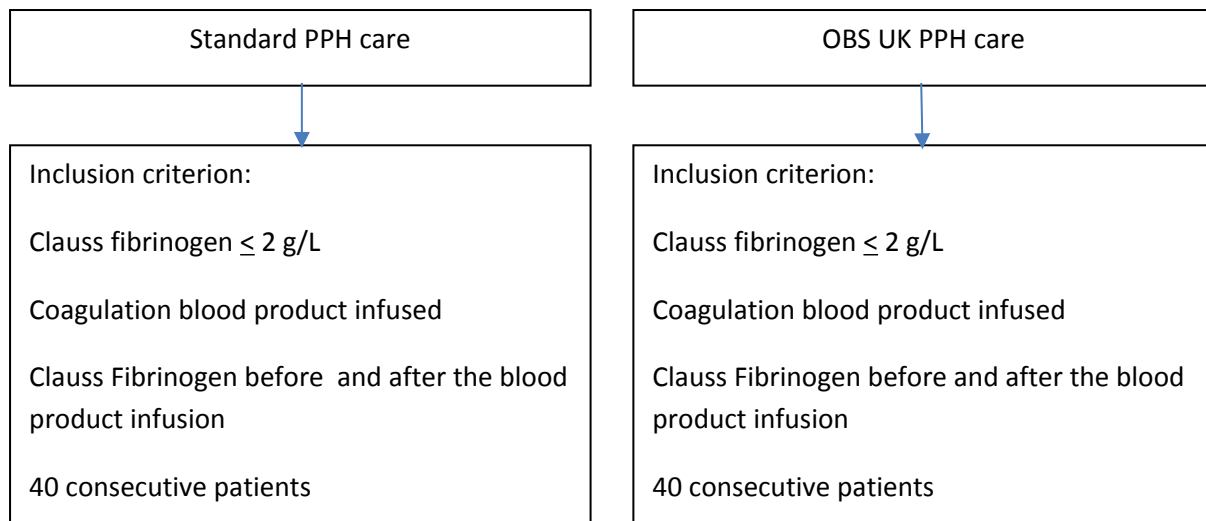 Standard PPH care
OBS UK PPH care
Inclusion criterion:
Clauss fibrinogen ≤ 2 g/L
Coagulation blood product infused
Clauss Fibrinogen before  and after the blood
product infusion
40 consecutive patients
Inclusion criterion:
Clauss fibrinogen ≤ 2 g/L
Coagulation blood product infused
Clauss Fibrinogen before and after the blood
product infusion
40 consecutive patients